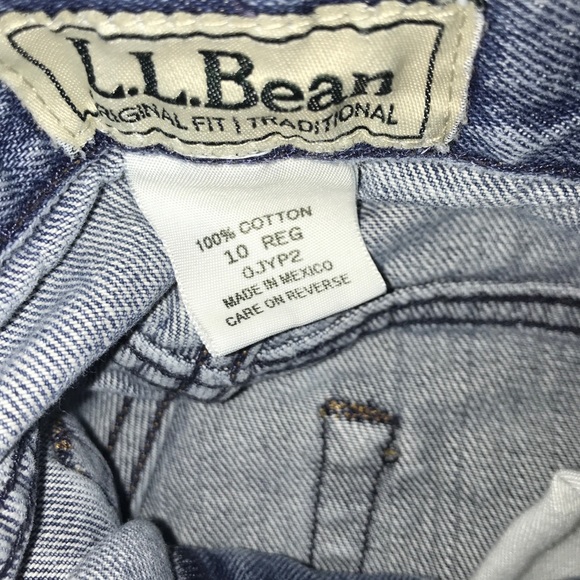 L.L.Bean
ORIGINAL FIT | TRADITIONAL
100% COTTON
10 REG
0JYP2
MADE IN MEXICO
CARE ON REVERSE